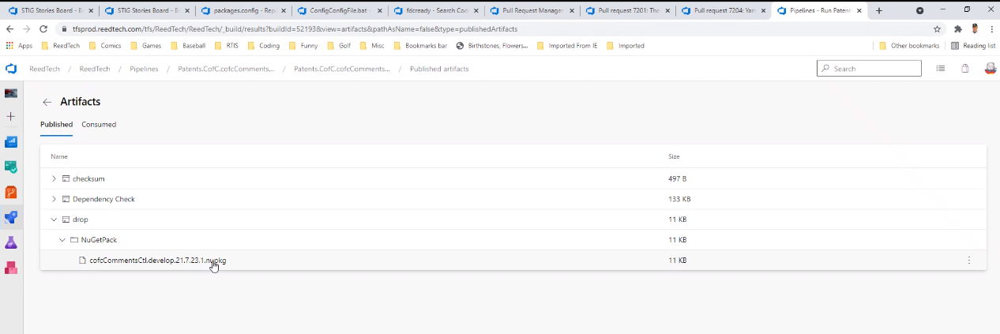 STIG Stories Board - B
STIG Stories Board - B
packages.config - Rep
ConfigConfigFile.bat -
fdcready - Search Cod
Pull Request Manager
Pull request 7201: The
Pull request 7204: Yam
Pipelines - Run Patent
tfsprod.reedtech.com/tfs/ReedTech/ReedTech/_build/results?buildId=52193&view=artifacts&pathAsName=false&type=publishedArtifacts
Apps ReedTech Comics Games Baseball RTIS Coding Funny Golf Misc Bookmarks bar Birthstones, Flowers... Imported From IE Imported Other bookmarks Reading list
ReedTech / ReedTech / Pipelines / Patents.CofC.cofcComments... / Patents.CofC.cofcComments... / Published artifacts
Search
Artifacts
Published Consumed
Name Size
checksum 497 B
Dependency Check 133 KB
drop 11 KB
NuGetPack 11 KB
cofcCommentsCtl.develop.21.7.23.1.nupkg 11 KB